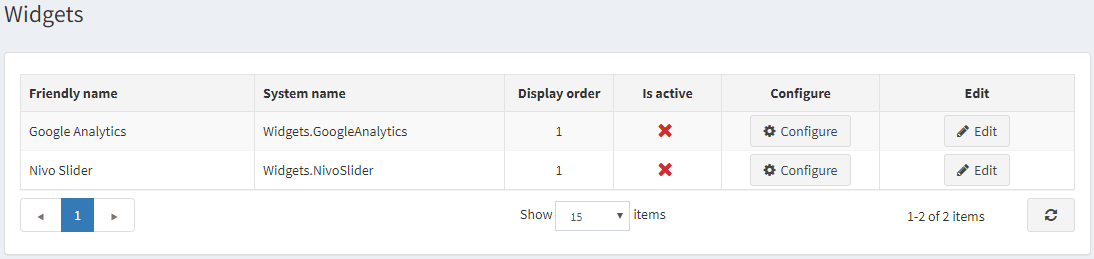 Widgets
Friendly name System name Display order Is active Configure Edit
Google Analytics Widgets.GoogleAnalytics 1 Configure Edit
Nivo Slider Widgets.NivoSlider 1 Configure Edit
1 Show 15 items 1-2 of 2 items